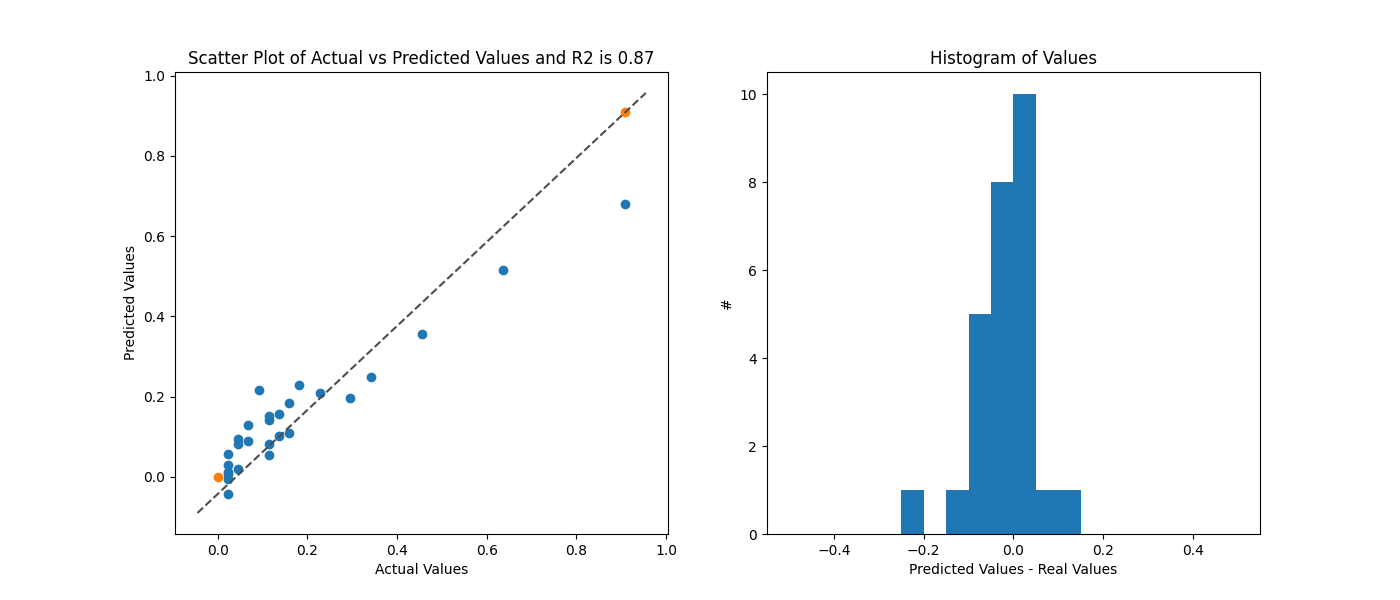 Scatter Plot of Actual vs Predicted Values and R2 is 0.87
1.0
0.8
0.6
0.4
0.2
0.0
Predicted Values
0.0 0.2 0.4 0.6 0.8 1.0
Actual Values
Histogram of Values
10
8
6
4
2
0
#
−0.4 −0.2 0.0 0.2 0.4
Predicted Values - Real Values